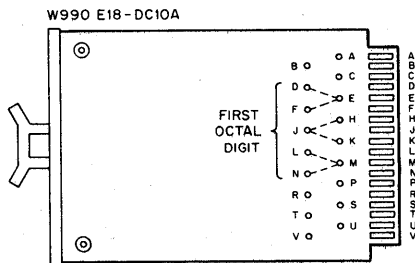 W990 E18-DC10A
A A
B B
C C
D D
E E
F F
FIRST
OCTAL
DIGIT
H H
J J
K K
L L
M M
N N
P P
R R
S S
T T
U U
V V